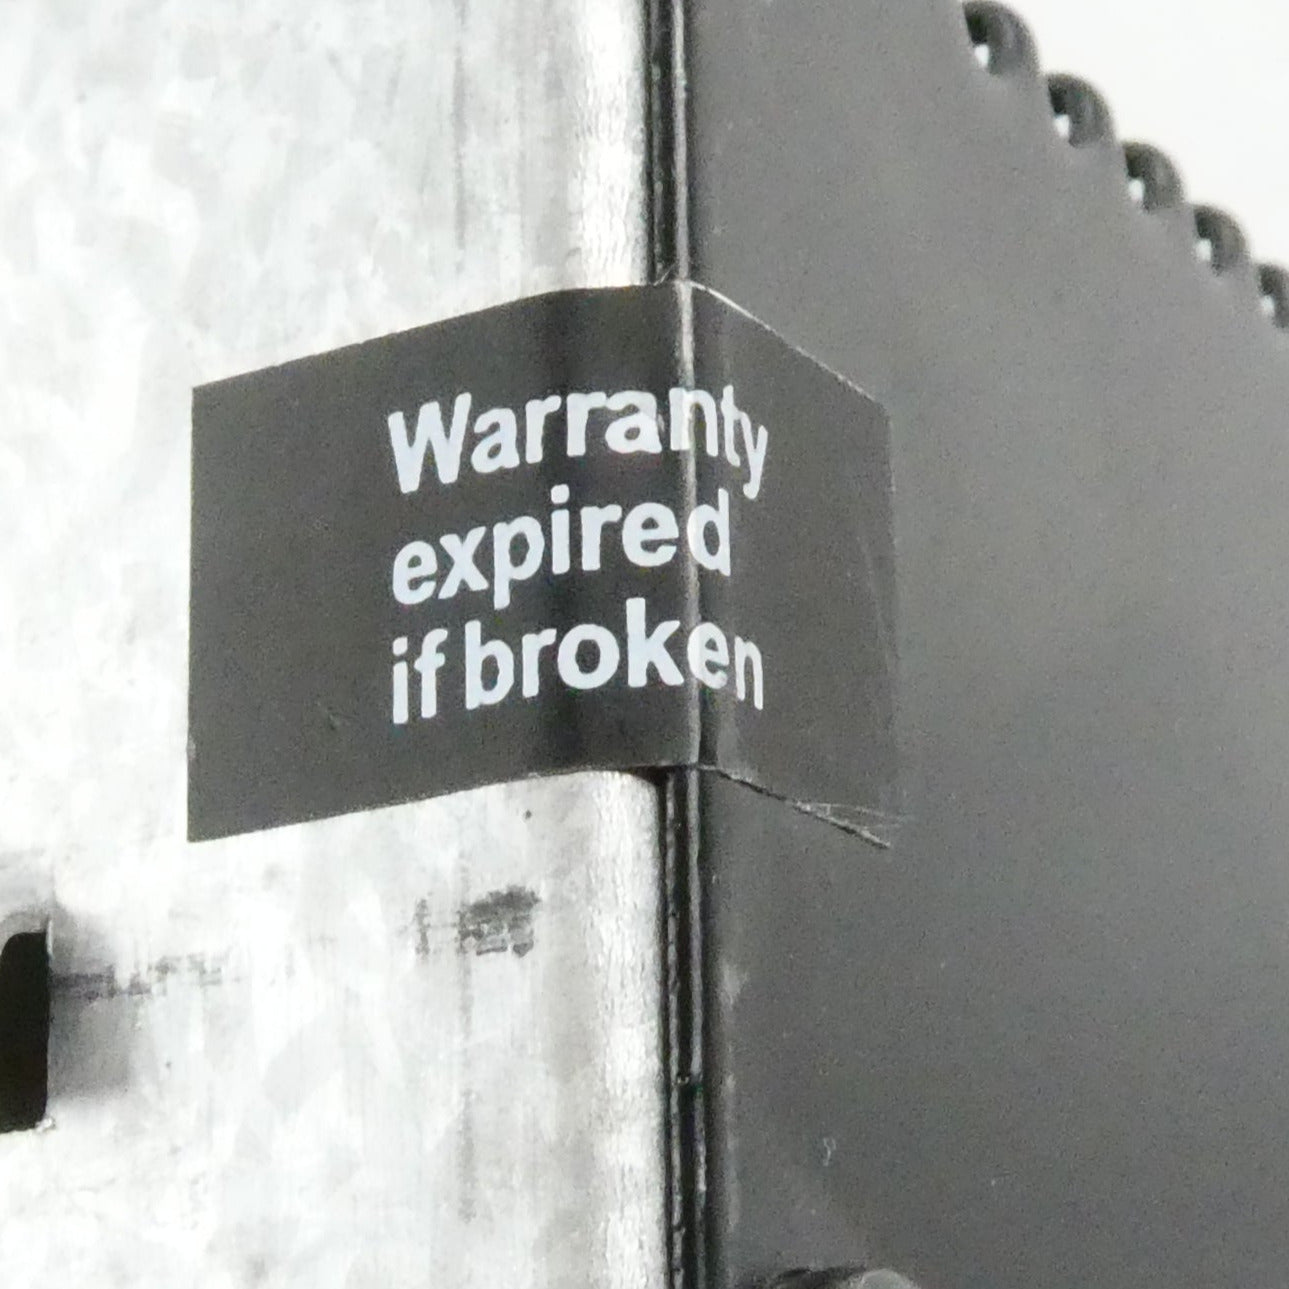 Warranty
expired
if broken